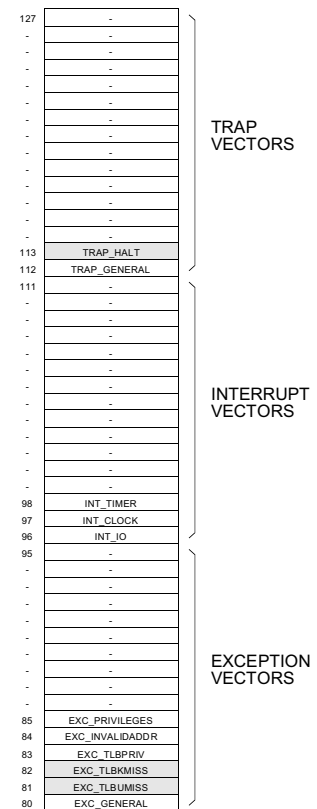 127 -
- -
- -
- -
- -
- -
- -
- -
- -
- -
- -
- -
- -
- -
113 TRAP_HALT
112 TRAP_GENERAL
TRAP
VECTORS
111 -
- -
- -
- -
- -
- -
- -
- -
- -
- -
- -
- -
- -
98 INT_TIMER
97 INT_CLOCK
96 INT_IO
INTERRUPT
VECTORS
95 -
- -
- -
- -
- -
- -
- -
- -
- -
- -
85 EXC_PRIVILEGES
84 EXC_INVALIDADDR
83 EXC_TLBPRIV
82 EXC_TLBKMISS
81 EXC_TLBUMISS
80 EXC_GENERAL
EXCEPTION
VECTORS